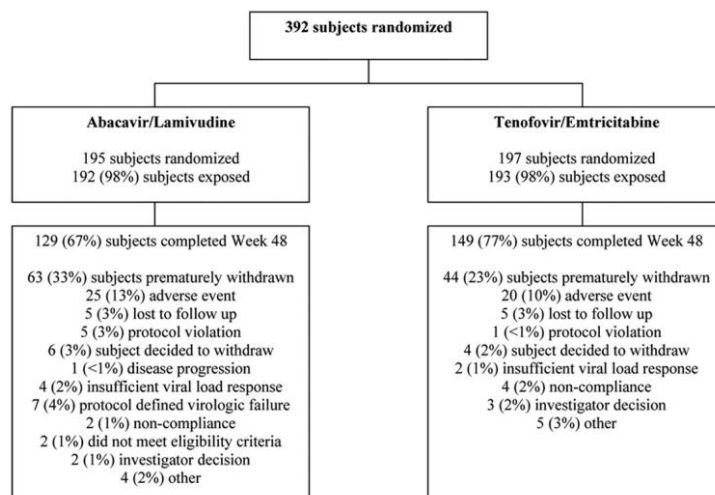 392 subjects randomized
Abacavir/Lamivudine
195 subjects randomized
192 (98%) subjects exposed
129 (67%) subjects completed Week 48
63 (33%) subjects prematurely withdrawn
25 (13%) adverse event
5 (3%) lost to follow up
5 (3%) protocol violation
6 (3%) subject decided to withdraw
1 (<1%) disease progression
4 (2%) insufficient viral load response
7 (4%) protocol defined virologic failure
2 (1%) non-compliance
2 (1%) did not meet eligibility criteria
2 (1%) investigator decision
4 (2%) other
Tenofovir/Emtricitabine
197 subjects randomized
193 (98%) subjects exposed
149 (77%) subjects completed Week 48
44 (23%) subjects prematurely withdrawn
20 (10%) adverse event
5 (3%) lost to follow up
1 (<1%) protocol violation
4 (2%) subject decided to withdraw
2 (1%) insufficient viral load response
4 (2%) non-compliance
3 (2%) investigator decision
5 (3%) other